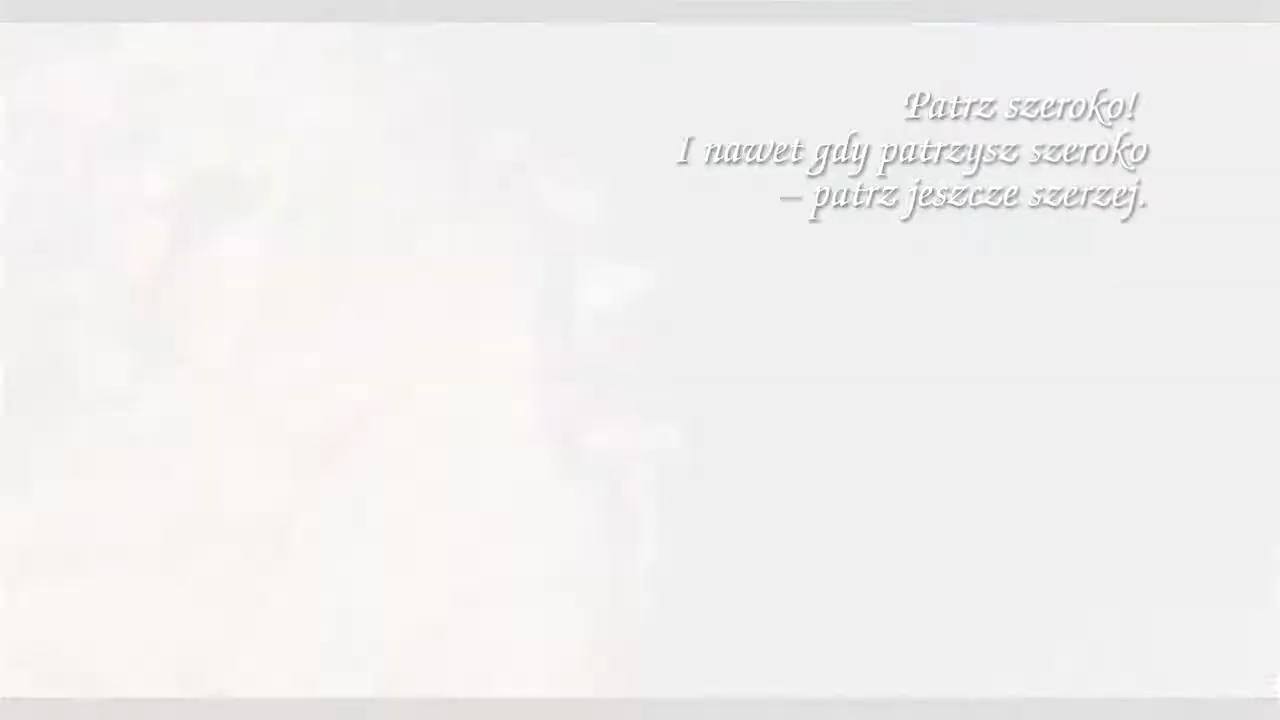 Patrz szeroko!
I nawet gdy patrzysz szeroko
– patrz jeszcze szerzej.